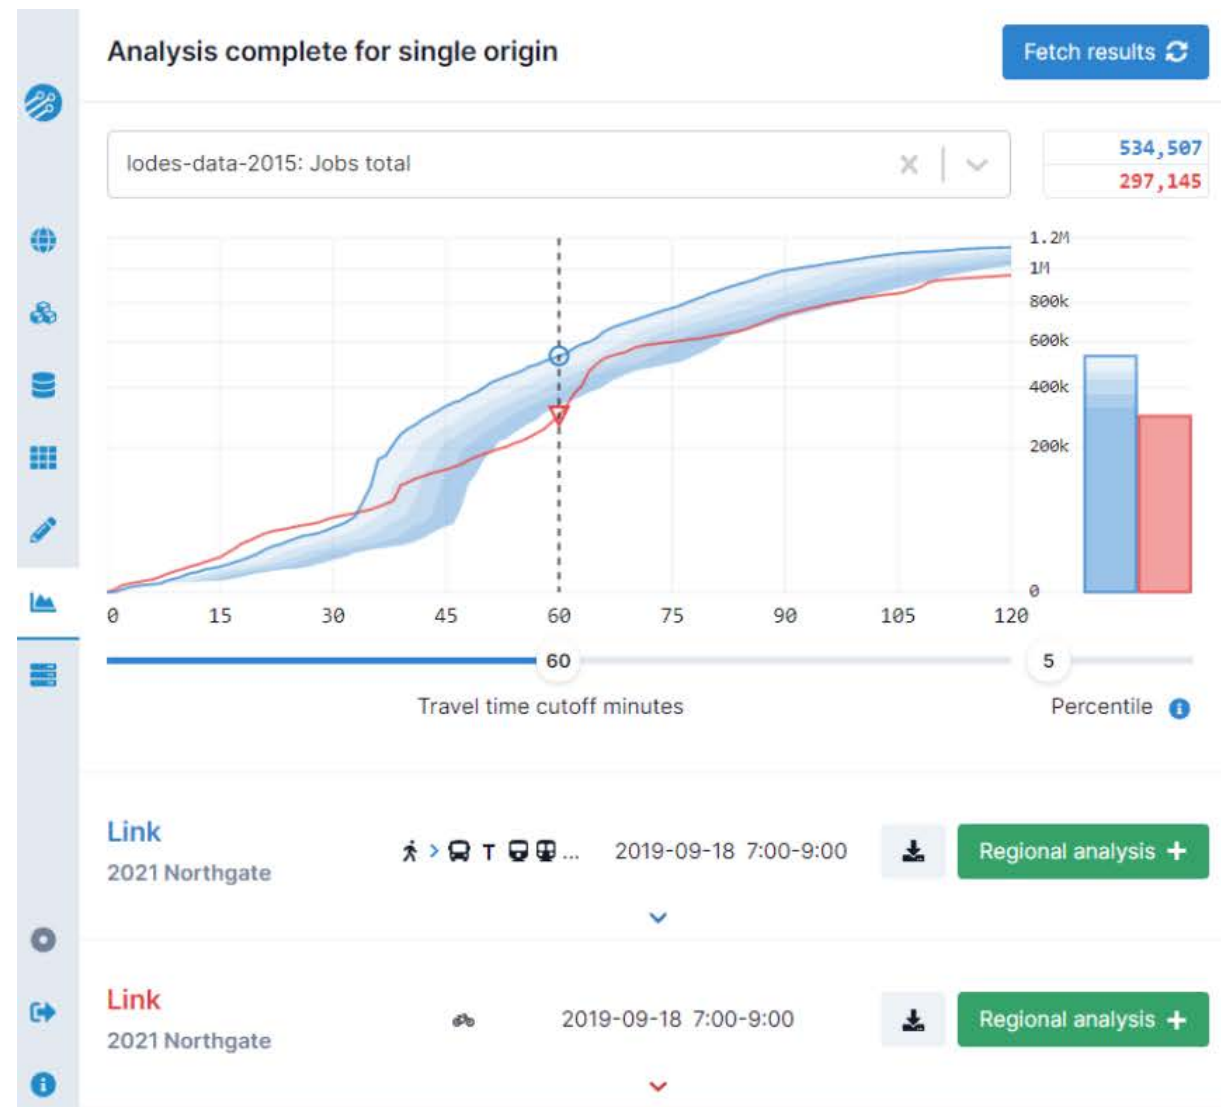 Analysis complete for single origin
Fetch results
lodes-data-2015: Jobs total
534,507
297,145
1.2M
1M
800k
600k
400k
200k
0
0 15 30 45 60 75 90 105 120
60
5
Travel time cutoff minutes
Percentile
Link
2021 Northgate
T
...
2019-09-18 7:00-9:00
Regional analysis +
Link
2021 Northgate
2019-09-18 7:00-9:00
Regional analysis +